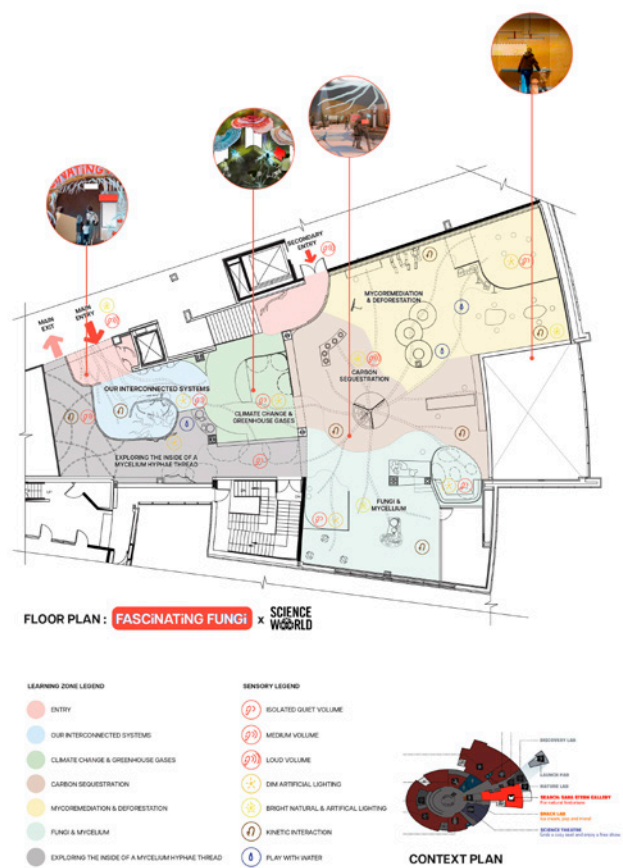 MAIN
EXIT
MAIN
ENTRY
SECONDARY
ENTRY
MYCOREMEDIATION
& DEFORESTATION
CARBON
SEQUESTRATION
OUR INTERCONNECTED SYSTEMS
CLIMATE CHANGE &
GREENHOUSE GASES
EXPLORING THE INSIDE OF A
MYCELIUM HYPHAE THREAD
FUNGI &
MYCELLIUM
FLOOR PLAN : FASCiNATiNG FUNGi x SCIENCE WORLD
LEARNING ZONE LEGEND
ENTRY
OUR INTERCONNECTED SYSTEMS
CLIMATE CHANGE & GREENHOUSE GASES
CARBON SEQUESTRATION
MYCOREMEDIATION & DEFORESTATION
FUNGI & MYCELIUM
EXPLORING THE INSIDE OF A MYCELIUM HYPHAE THREAD
SENSORY LEGEND
ISOLATED QUIET VOLUME
MEDIUM VOLUME
LOUD VOLUME
DIM ARTIFICIAL LIGHTING
BRIGHT NATURAL & ARTIFICAL LIGHTING
KINETIC INTERACTION
PLAY WITH WATER
DISCOVERY LAB
LAUNCH PAD
NATURE LAB
SEARCH: SARA STERN GALLERY
SCIENCE THEATRE
CONTEXT PLAN